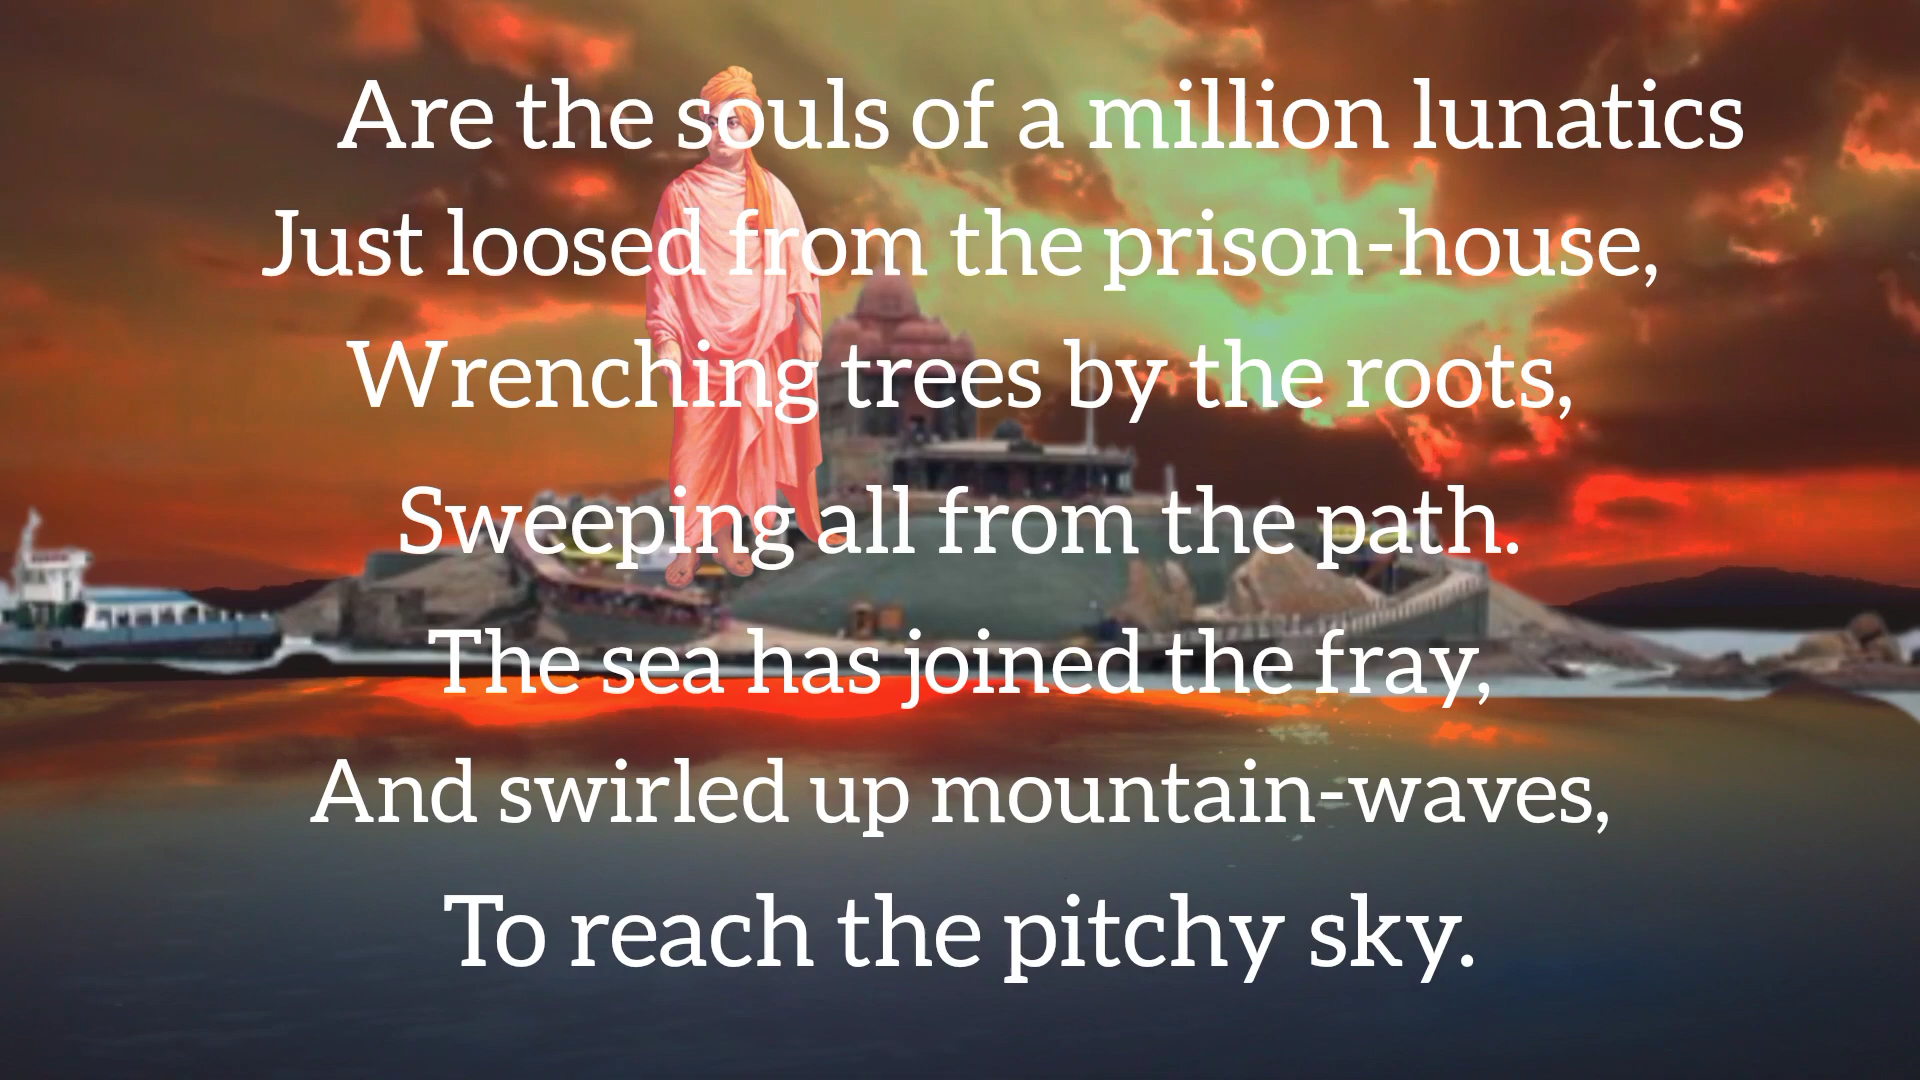 Are the souls of a million lunatics
Just loosed from the prison-house,
Wrenching trees by the roots,
Sweeping all from the path.
The sea has joined the fray,
And swirled up mountain-waves,
To reach the pitchy sky.